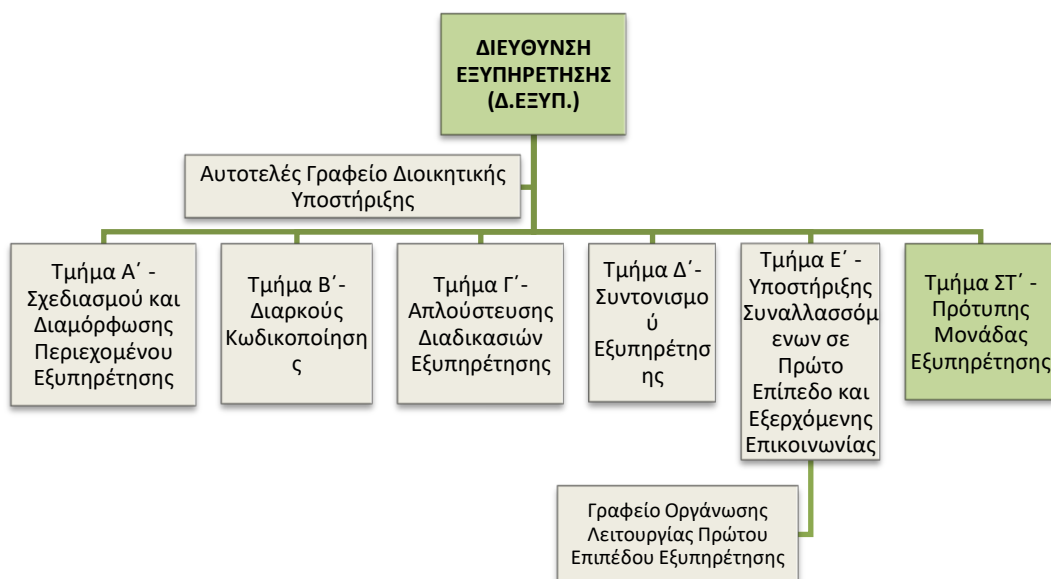 ΔΙΕΥΘΥΝΣΗ
ΕΞΥΠΗΡΕΤΗΣΗΣ
(Δ.ΕΞΥΠ.)
Αυτοτελές Γραφείο Διοικητικής
Υποστήριξης
Τμήμα Α΄ -
Σχεδιασμού και
Διαμόρφωσης
Περιεχομένου
Εξυπηρέτησης
Τμήμα Β΄-
Διαρκούς
Κωδικοποίηση
ς
Τμήμα Γ΄-
Απλούστευσης
Διαδικασιών
Εξυπηρέτησης
Τμήμα Δ΄-
Συντονισμο
ύ
Εξυπηρέτησ
ης
Τμήμα Ε΄ -
Υποστήριξης
Συναλλασσόμ
ενων σε
Πρώτο
Επίπεδο και
Εξερχόμενης
Επικοινωνίας
Τμήμα ΣΤ΄ -
Πρότυπης
Μονάδας
Εξυπηρέτησης
Γραφείο Οργάνωσης
Λειτουργίας Πρώτου
Επιπέδου Εξυπηρέτησης